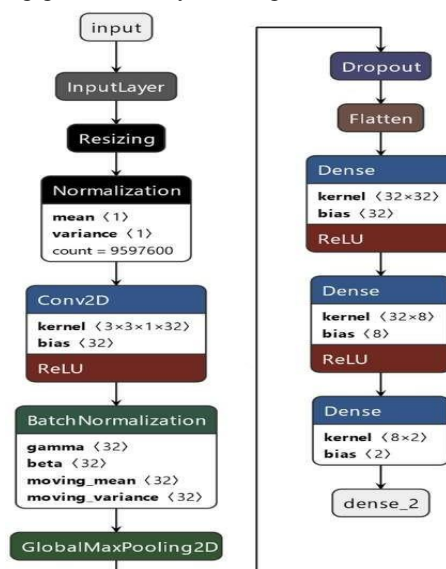 input
InputLayer
Resizing
Normalization
mean ⟨1⟩
variance ⟨1⟩
count = 9597600
Conv2D
kernel ⟨3×3×1×32⟩
bias ⟨32⟩
ReLU
BatchNormalization
gamma ⟨32⟩
beta ⟨32⟩
moving_mean ⟨32⟩
moving_variance ⟨32⟩
GlobalMaxPooling2D
Dropout
Flatten
Dense
kernel ⟨32×32⟩
bias ⟨32⟩
ReLU
Dense
kernel ⟨32×8⟩
bias ⟨8⟩
ReLU
Dense
kernel ⟨8×2⟩
bias ⟨2⟩
dense_2